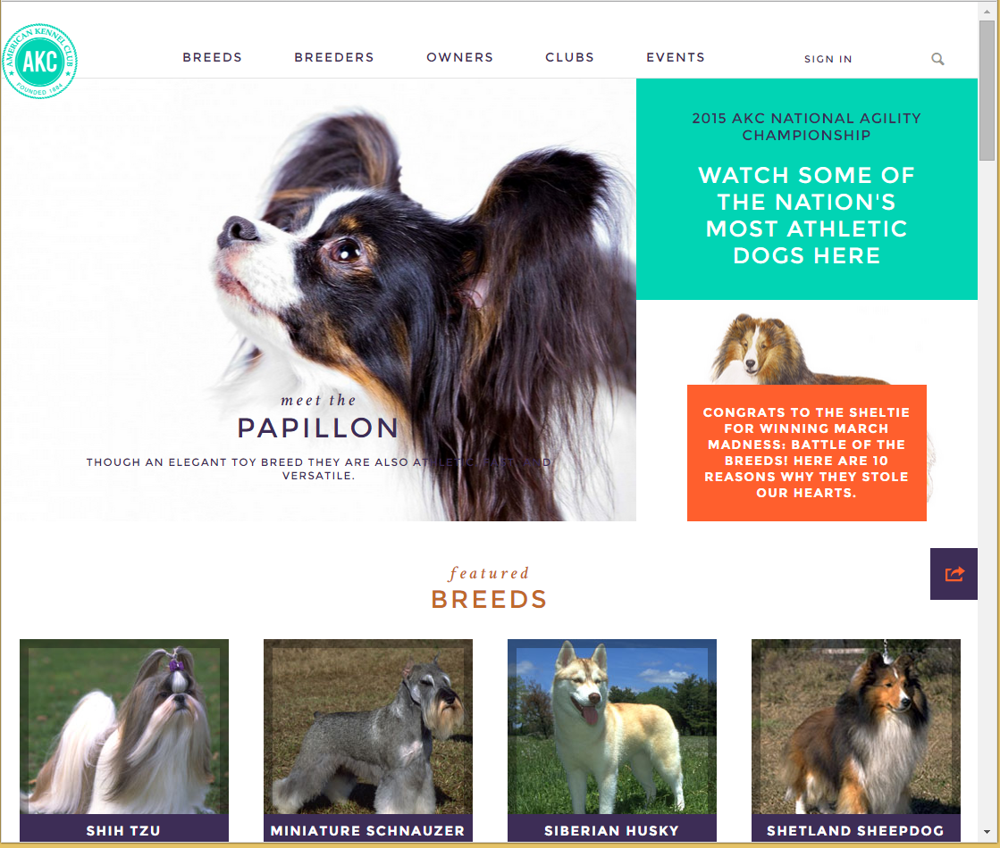 AMERICAN KENNEL CLUB
AKC
FOUNDED 1884
BREEDS
BREEDERS
OWNERS
CLUBS
EVENTS
SIGN IN
2015 AKC NATIONAL AGILITY
CHAMPIONSHIP
WATCH SOME OF
THE NATION'S
MOST ATHLETIC
DOGS HERE
meet the
PAPILLON
THOUGH AN ELEGANT TOY BREED THEY ARE ALSO ATHLETIC, FAST AND
VERSATILE.
CONGRATS TO THE SHELTIE
FOR WINNING MARCH
MADNESS: BATTLE OF THE
BREEDS! HERE ARE 10
REASONS WHY THEY STOLE
OUR HEARTS.
featured
BREEDS
SHIH TZU
MINIATURE SCHNAUZER
SIBERIAN HUSKY
SHETLAND SHEEPDOG